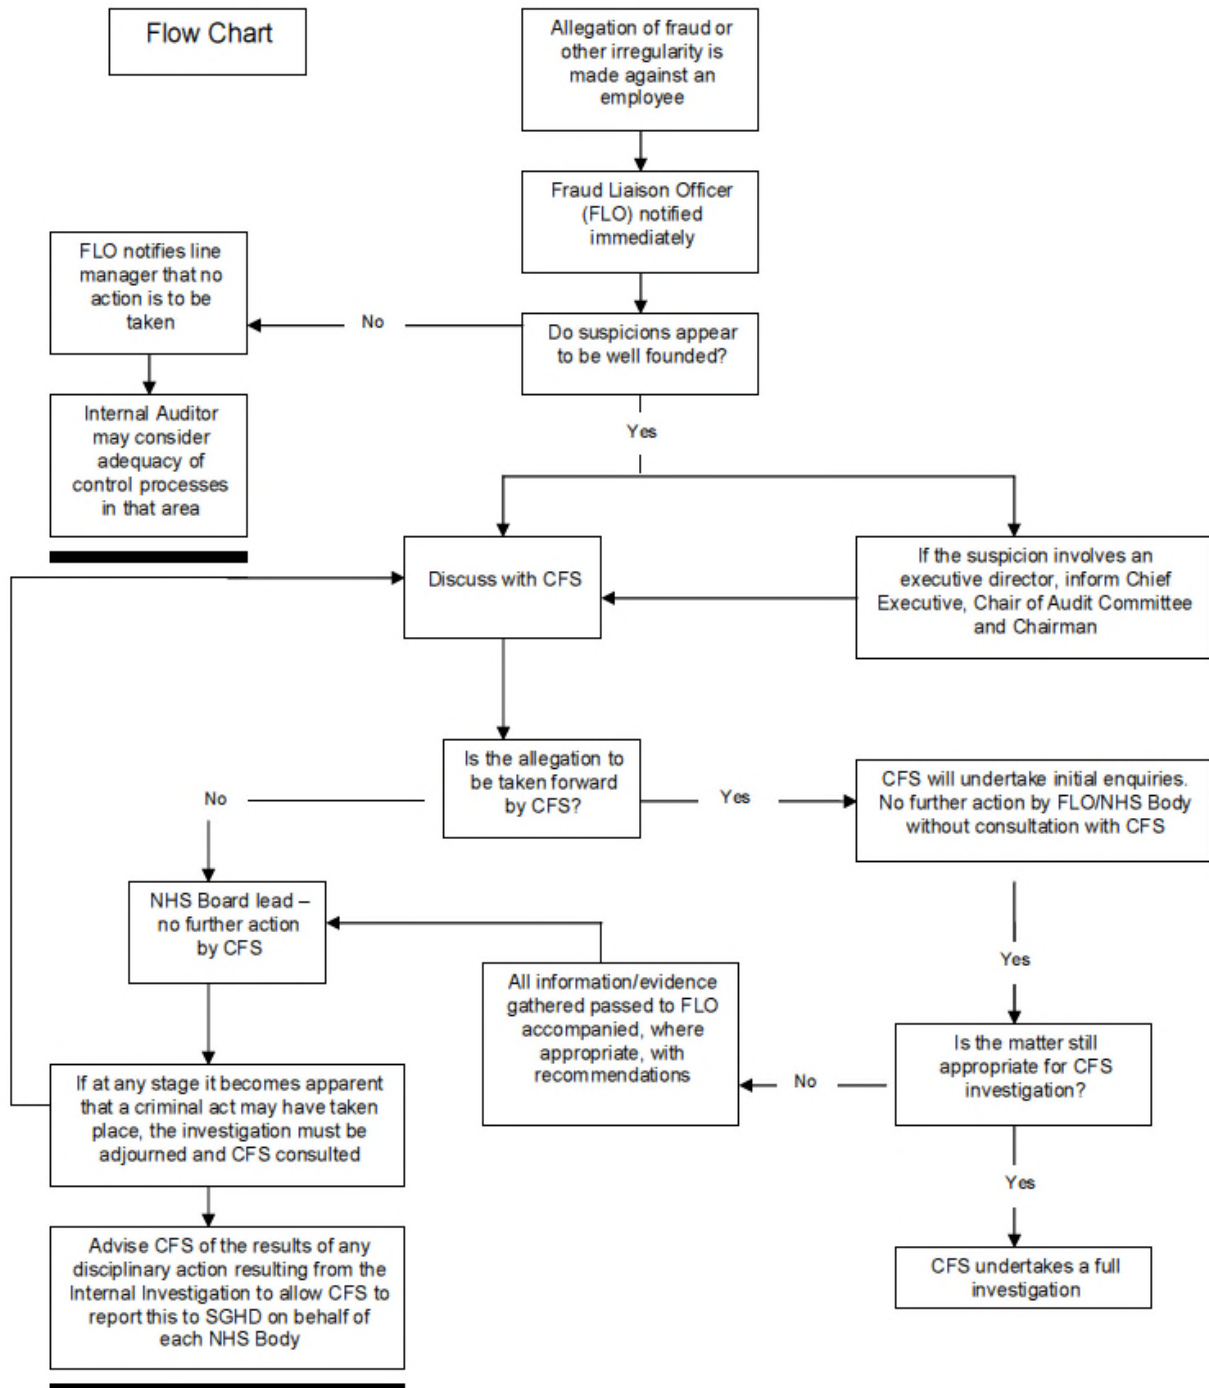 Flow Chart
Allegation of fraud or
other irregularity is
made against an
employee
Fraud Liaison Officer
(FLO) notified
immediately
Do suspicions appear
to be well founded?
No
FLO notifies line
manager that no
action is to be
taken
Internal Auditor
may consider
adequacy of
control processes
in that area
Yes
Discuss with CFS
If the suspicion involves an
executive director, inform Chief
Executive, Chair of Audit Committee
and Chairman
Is the allegation to
be taken forward
by CFS?
No
Yes
CFS will undertake initial enquiries.
No further action by FLO/NHS Body
without consultation with CFS
NHS Board lead –
no further action
by CFS
All information/evidence
gathered passed to FLO
accompanied, where
appropriate, with
recommendations
Yes
Is the matter still
appropriate for CFS
investigation?
No
If at any stage it becomes apparent
that a criminal act may have taken
place, the investigation must be
adjourned and CFS consulted
Yes
Advise CFS of the results of any
disciplinary action resulting from the
Internal Investigation to allow CFS to
report this to SGHD on behalf of
each NHS Body
CFS undertakes a full
investigation